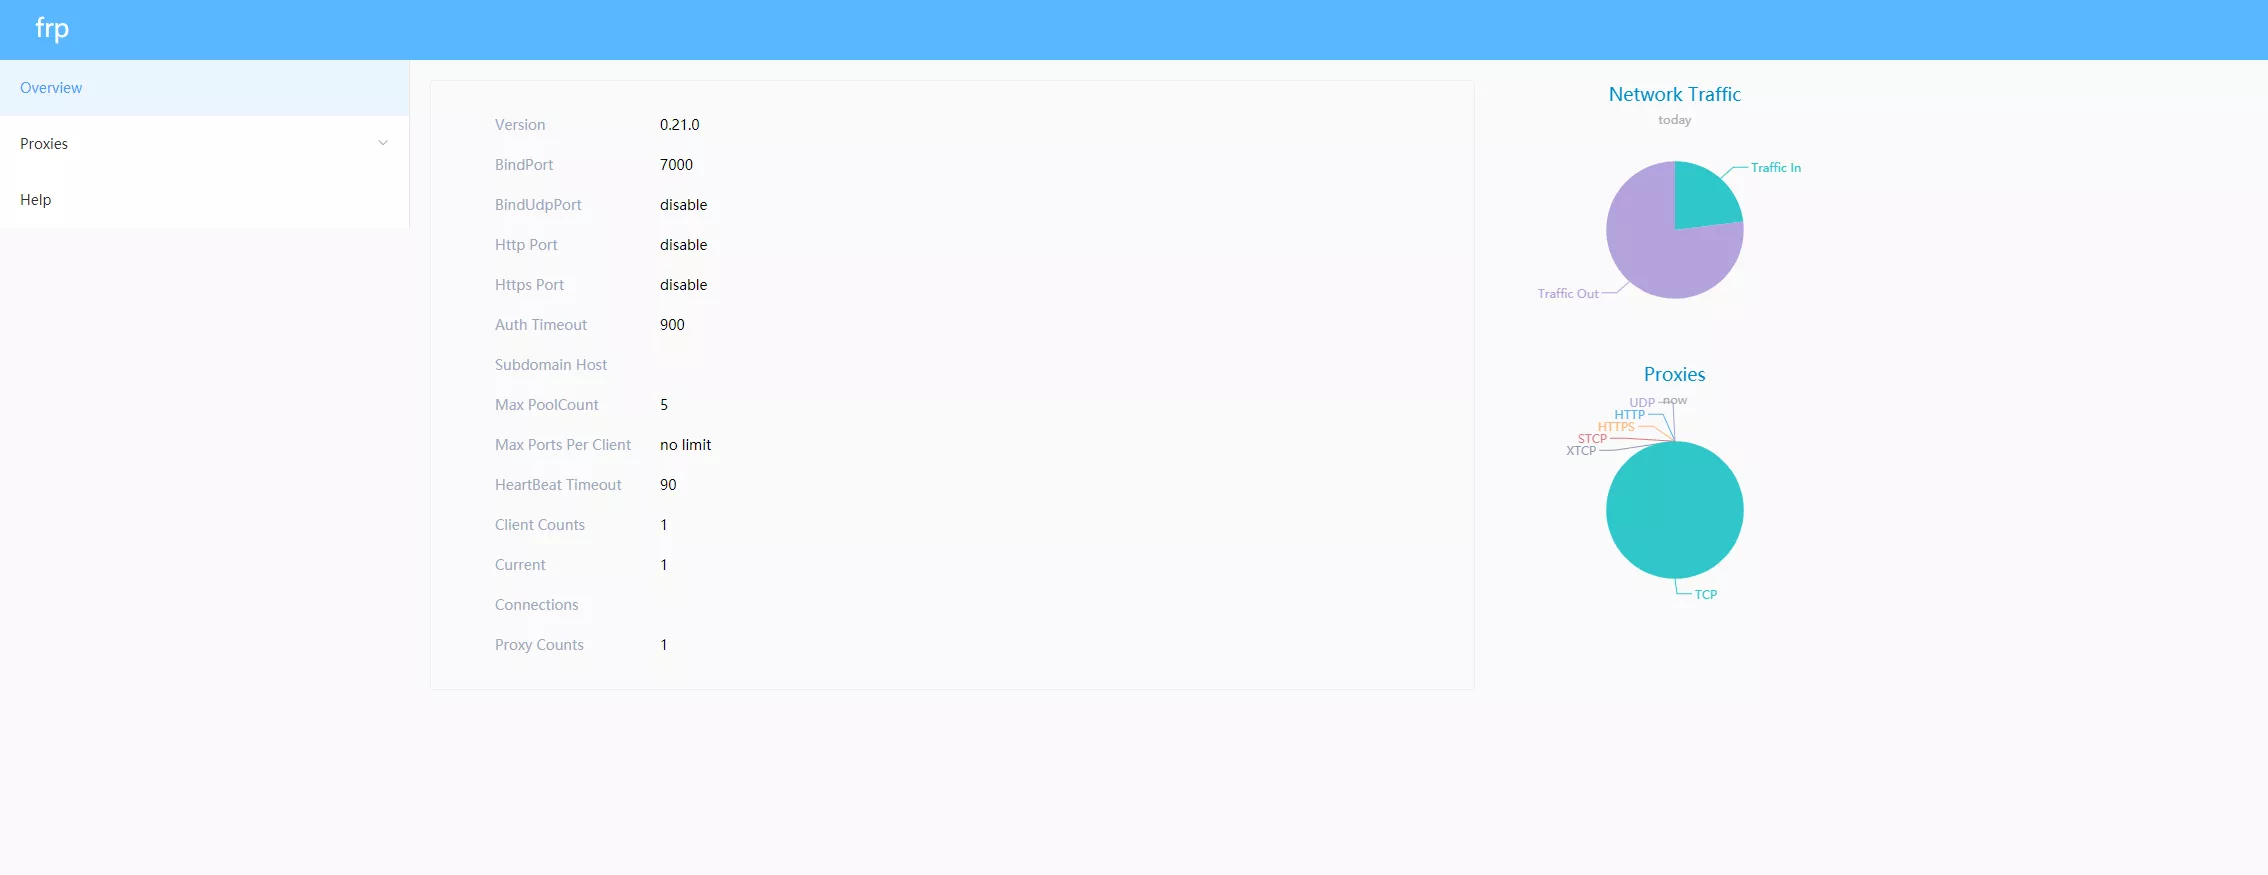 frp
Overview
Proxies
Help
Version 0.21.0
BindPort 7000
BindUdpPort disable
Http Port disable
Https Port disable
Auth Timeout 900
Subdomain Host
Max PoolCount 5
Max Ports Per Client no limit
HeartBeat Timeout 90
Client Counts 1
Current 1
Connections
Proxy Counts 1
Network Traffic
today
Traffic In
Traffic Out
Proxies
now
UDP
HTTP
HTTPS
STCP
XTCP
TCP